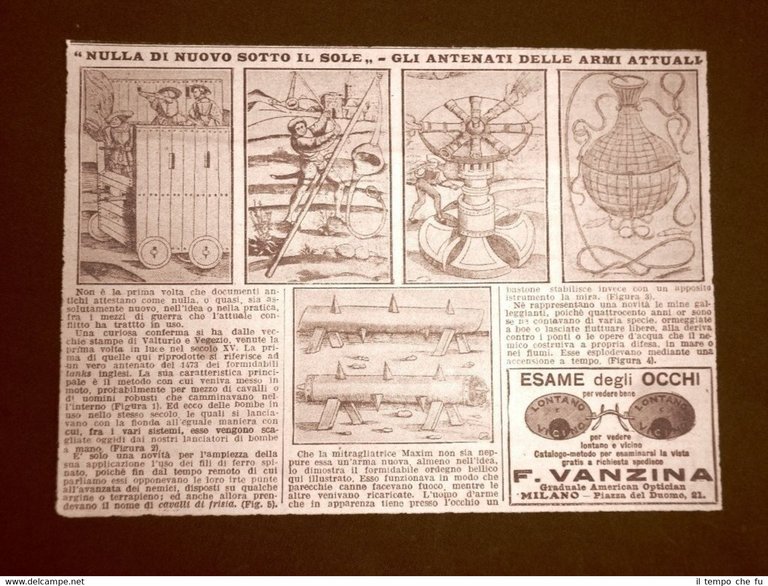 “NULLA DI NUOVO SOTTO IL SOLE„ - GLI ANTENATI DELLE ARMI ATTUALI
Non è la prima volta che documenti an-
tichi attestano come nulla, o quasi, sia as-
solutamente nuovo, nell'idea o nella pratica,
fra i mezzi di guerra che l'attuale con-
flitto ha tratto in uso.
Una curiosa conferma si ha dalle vec-
chie stampe di Valturio e Vegezio, venute la
prima volta in luce nel secolo XV. La pri-
ma di quelle qui riprodotte si riferisce ad
un vero antenato del 1473 dei formidabili
tanks inglesi. La sua caratteristica princi-
pale è il metodo con cui veniva messo in
moto, probabilmente per mezzo di cavalli o
di uomini robusti che camminavano nel-
l'interno (Figura 1). Ed ecco delle bombe in
uso nello stesso secolo le quali si lancia-
vano con la fionda all'eguale maniera con
cui, fra i vari sistemi, esse vengono sca-
gliate oggidì dai nostri lanciatori di bombe
a mano (Figura 2)
E' solo una novità per l'ampiezza della
sua applicazione l'uso dei fili di ferro spi-
nato, poichè fin dal tempo remoto di cui
parliamo essi opponevano le loro irte punte
all'avanzata dei nemici, disposti su qualche
argine o terrapieno; ed anche allora pren-
devano il nome di cavalli di frisia. (Fig. 5).
Che la mitragliatrice Maxim non sia nep-
pure essa un'arma nuova, almeno nell'idea,
lo dimostra il formidabile ordegno bellico
qui illustrato. Esso funzionava in modo che
parecchie canne facevano fuoco, mentre le
altre venivano ricaricate. L'uomo d'arme
che in apparenza tiene presso l'occhio un
bastone stabilisce invece con un apposito
istrumento la mira. (Figura 3).
Nè rappresentano una novità le mine gal-
leggianti, poichè quattrocento anni or sono
se ne contavano di varia specie, ormeggiate
a boe o lasciate fluttuare libere, alla deriva
contro i ponti o le opere d'acqua che il ne-
mico costruiva a propria difesa, in mare o
nei fiumi. Esse esplodevano mediante una
accensione a tempo. (Figura 4).
ESAME degli OCCHI
per vedere bene
LONTANO
VICINO
LONTANO
VICINO
per vedere
lontano e vicino
Catalogo-metodo per esaminarsi la vista
gratis a richiesta spedisce
F. VANZINA
Graduale American Optician
MILANO - Piazza del Duomo, 21.
il tempo che fu
il tempo che fu.com